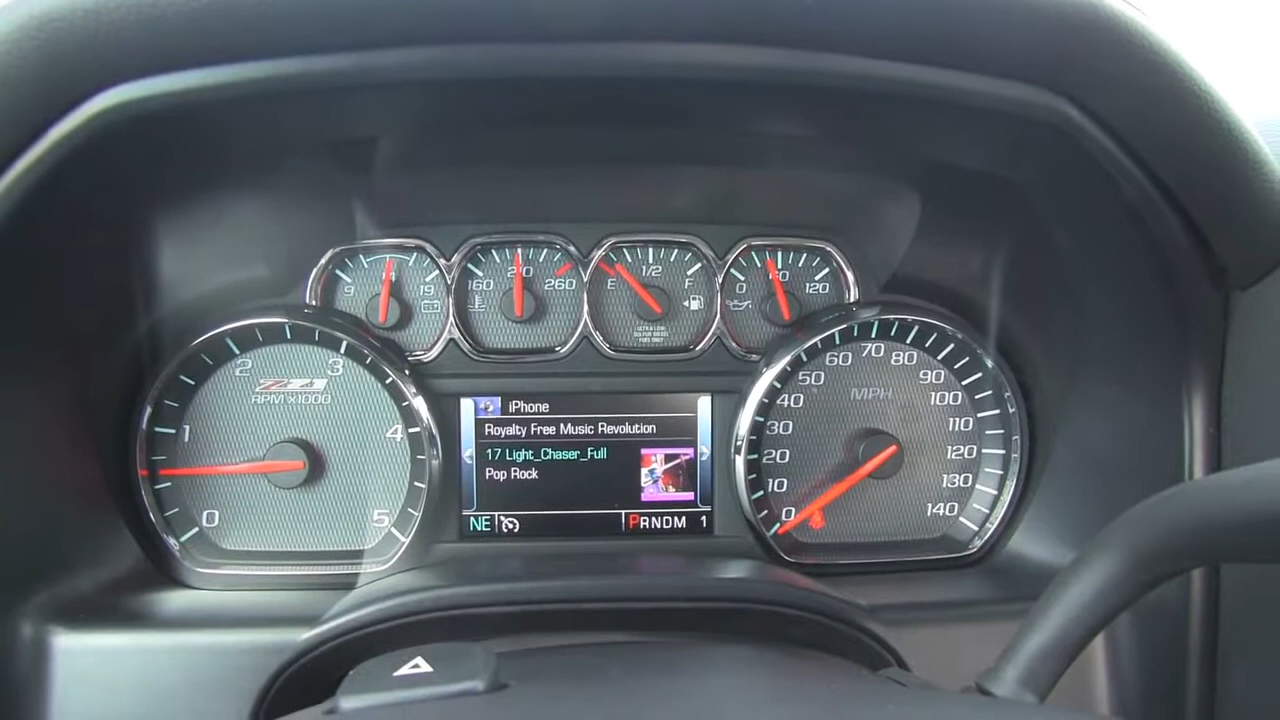 9 19
160 210 260
E 1/2 F
ULTRA LOW
SULFUR DIESEL
FUEL ONLY
0 60 120
0 1 2 3 4 5
Z71
RPM X1000
iPhone
Royalty Free Music Revolution
17 Light_Chaser_Full
Pop Rock
NE PRNDM 1
0 10 20 30 40 50 60 70 80 90 100 110 120 130 140
MPH